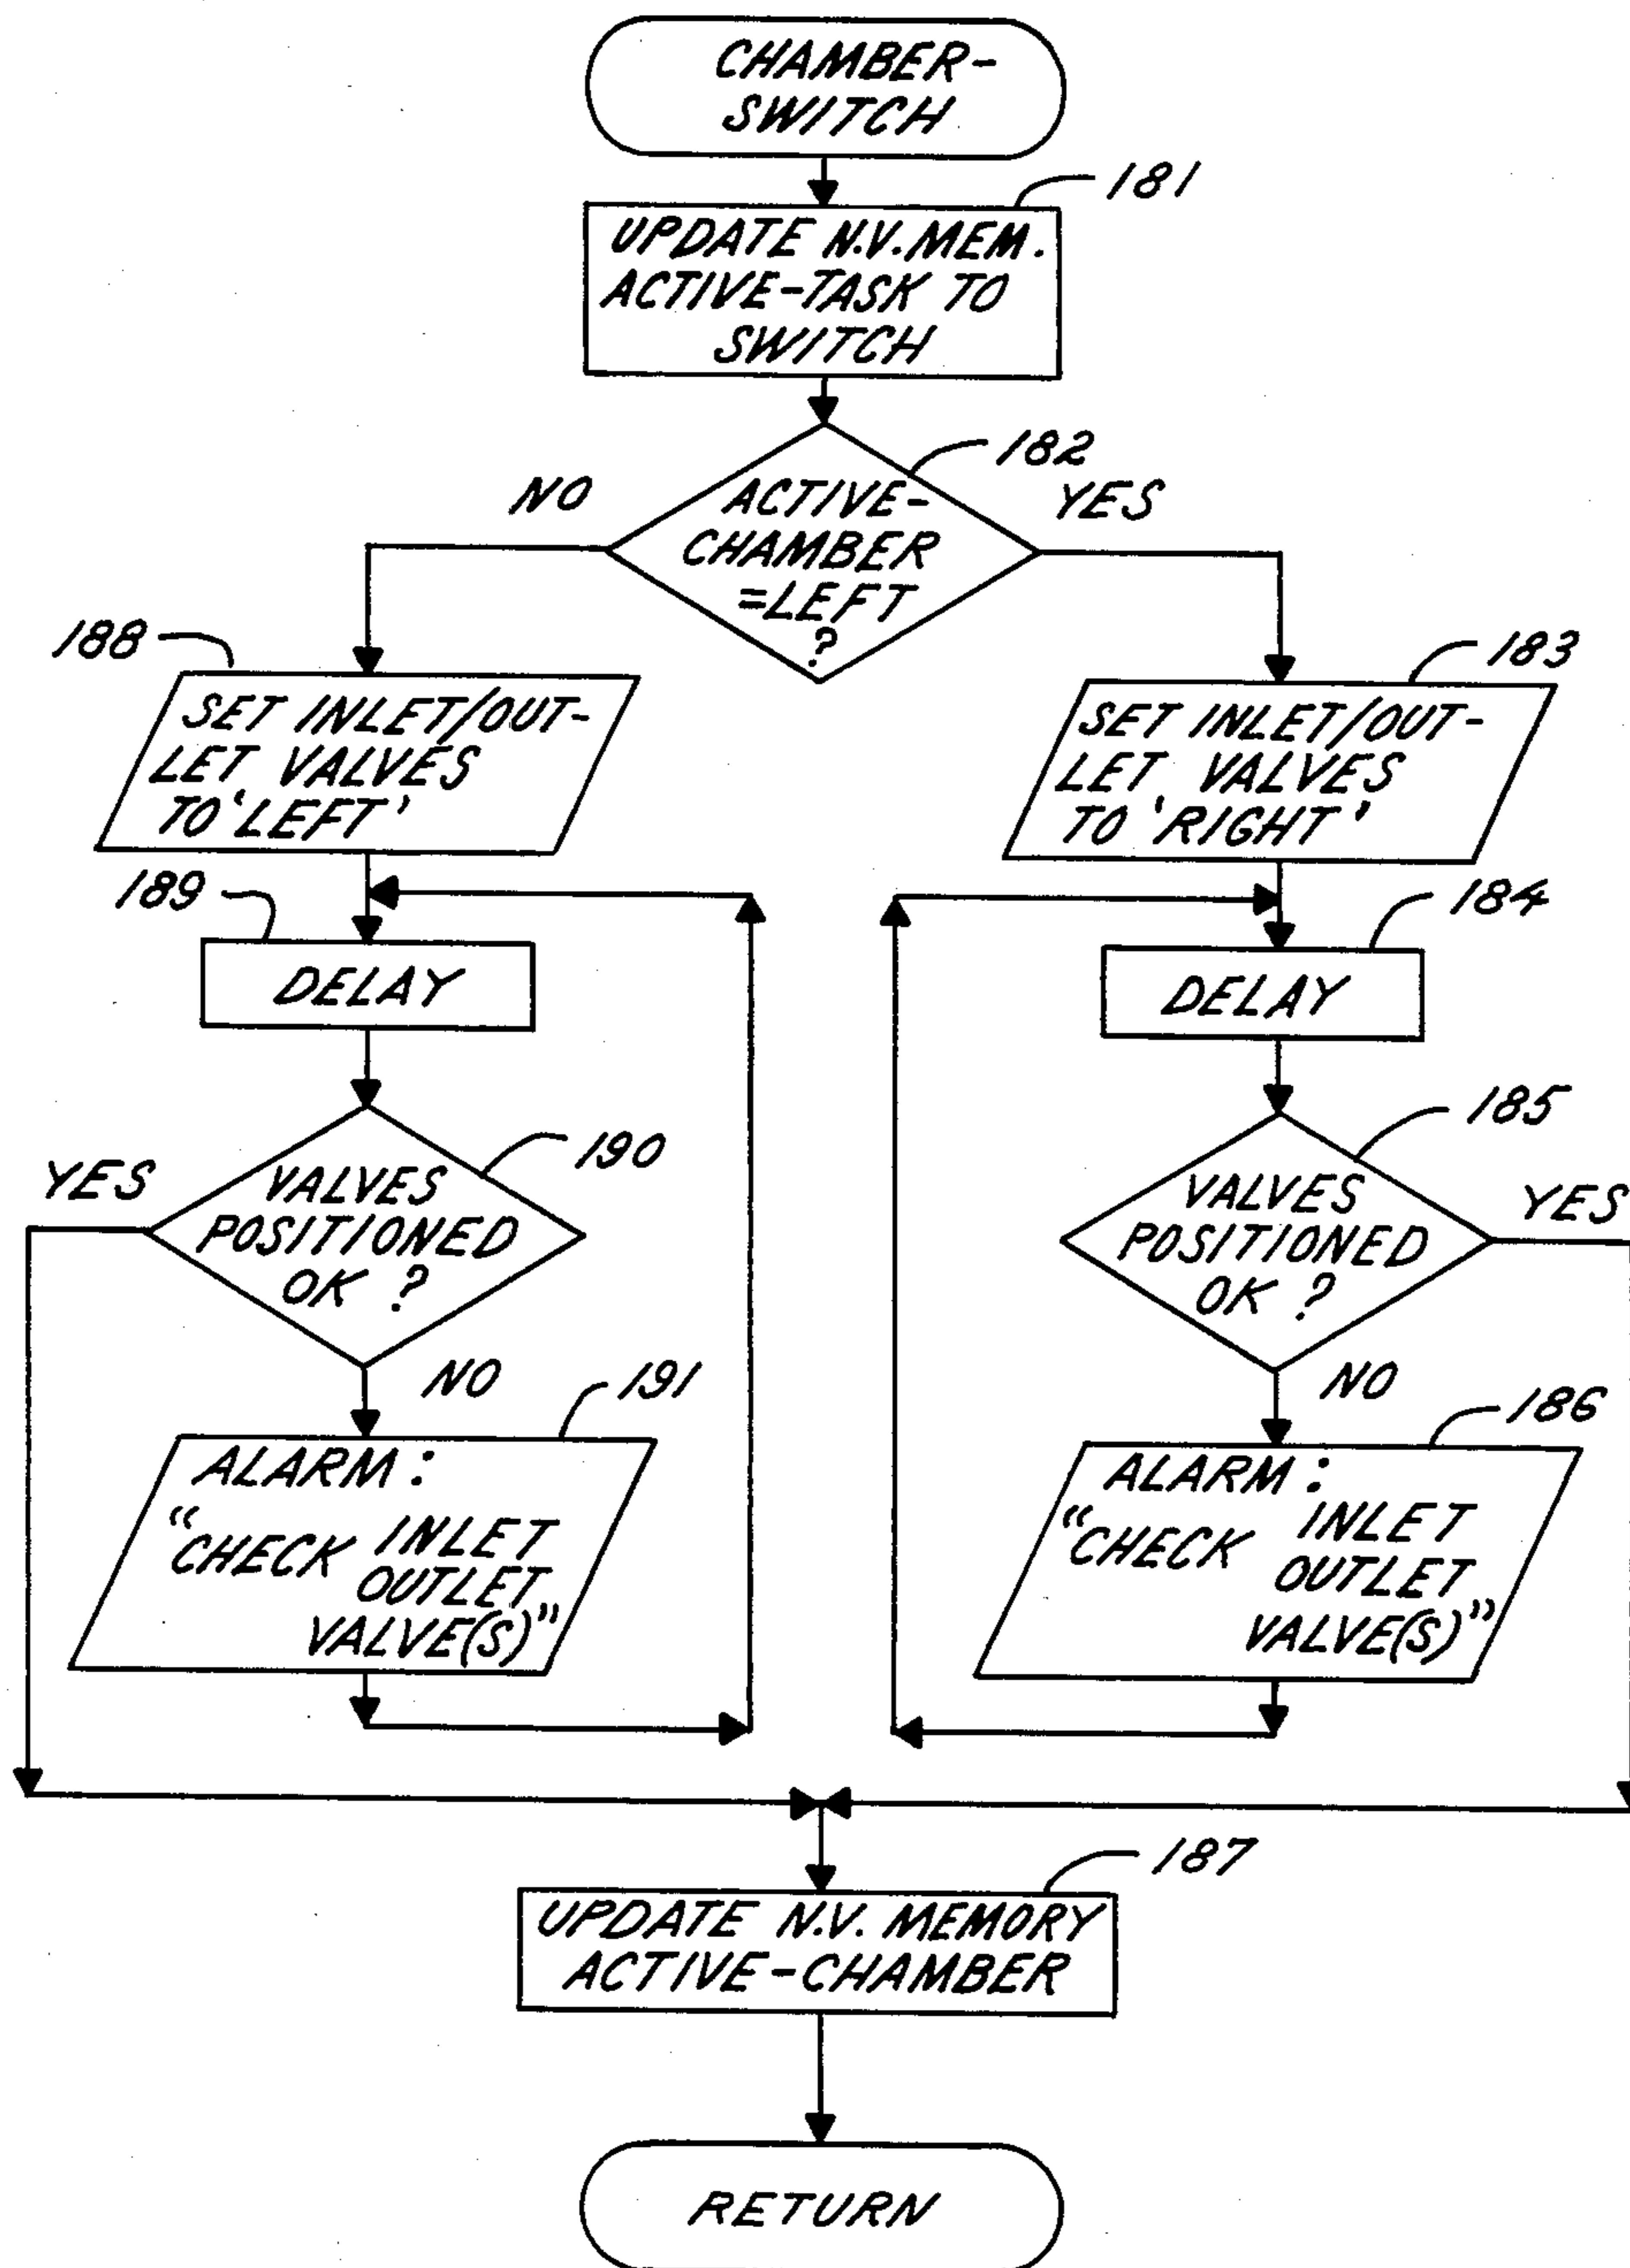 CHAMBER-
SWITCH
181
UPDATE N.V.MEM.
ACTIVE-TASK TO
SWITCH
182
NO
YES
ACTIVE-
CHAMBER
=LEFT
?
188
SET INLET/OUT-
LET VALVES
TO 'LEFT'
183
SET INLET/OUT-
LET VALVES
TO 'RIGHT'
189
DELAY
184
DELAY
190
YES
VALVES
POSITIONED
OK ?
NO
185
YES
VALVES
POSITIONED
OK ?
NO
191
ALARM :
"CHECK INLET
OUTLET
VALVE(S)"
186
ALARM :
"CHECK INLET
OUTLET
VALVE(S)"
187
UPDATE N.V. MEMORY
ACTIVE-CHAMBER
RETURN